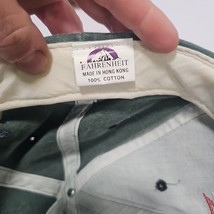 FAHRENHEIT
MADE IN HONG KONG
100% COTTON